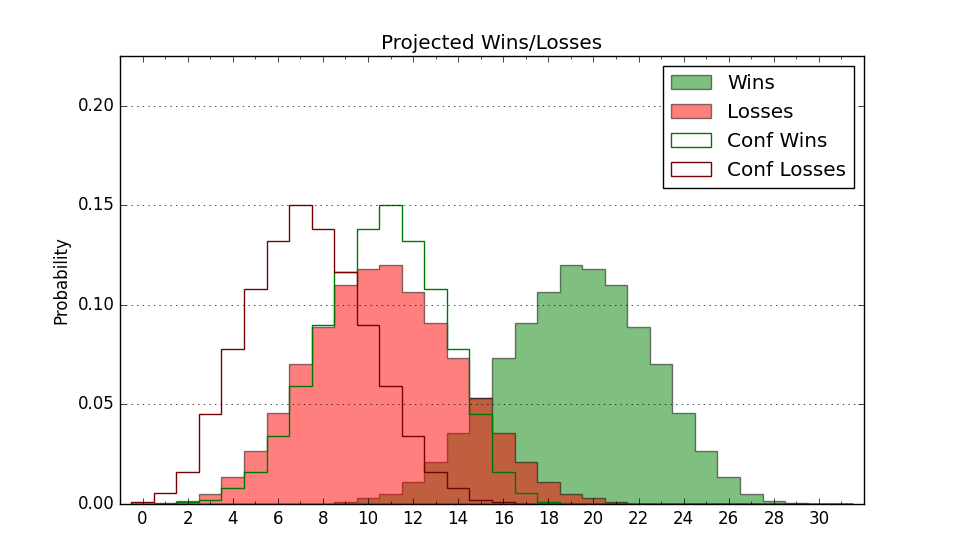 Projected Wins/Losses
Wins
Losses
Conf Wins
Conf Losses
Probability
0.20
0.15
0.10
0.05
0.00
0 2 4 6 8 10 12 14 16 18 20 22 24 26 28 30